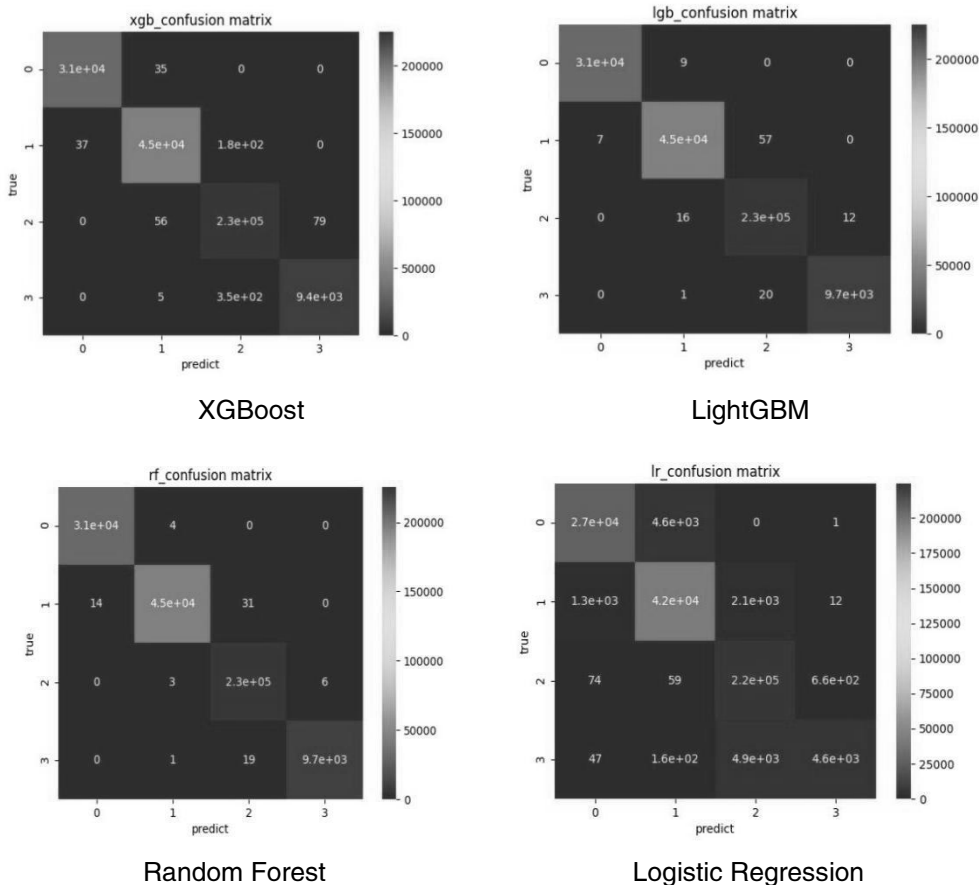 xgb_confusion matrix
0 3.1e+04 35 0 0
1 37 4.5e+04 1.8e+02 0
2 0 56 2.3e+05 79
3 0 5 3.5e+02 9.4e+03
0 1 2 3
true
predict
200000
150000
100000
50000
0
XGBoost
lgb_confusion matrix
0 3.1e+04 9 0 0
1 7 4.5e+04 57 0
2 0 16 2.3e+05 12
3 0 1 20 9.7e+03
0 1 2 3
true
predict
200000
150000
100000
50000
0
LightGBM
rf_confusion matrix
0 3.1e+04 4 0 0
1 14 4.5e+04 31 0
2 0 3 2.3e+05 6
3 0 1 19 9.7e+03
0 1 2 3
true
predict
200000
150000
100000
50000
0
Random Forest
lr_confusion matrix
0 2.7e+04 4.6e+03 0 1
1 1.3e+03 4.2e+04 2.1e+03 12
2 74 59 2.2e+05 6.6e+02
3 47 1.6e+02 4.9e+03 4.6e+03
0 1 2 3
true
predict
200000
175000
150000
125000
100000
75000
50000
25000
0
Logistic Regression